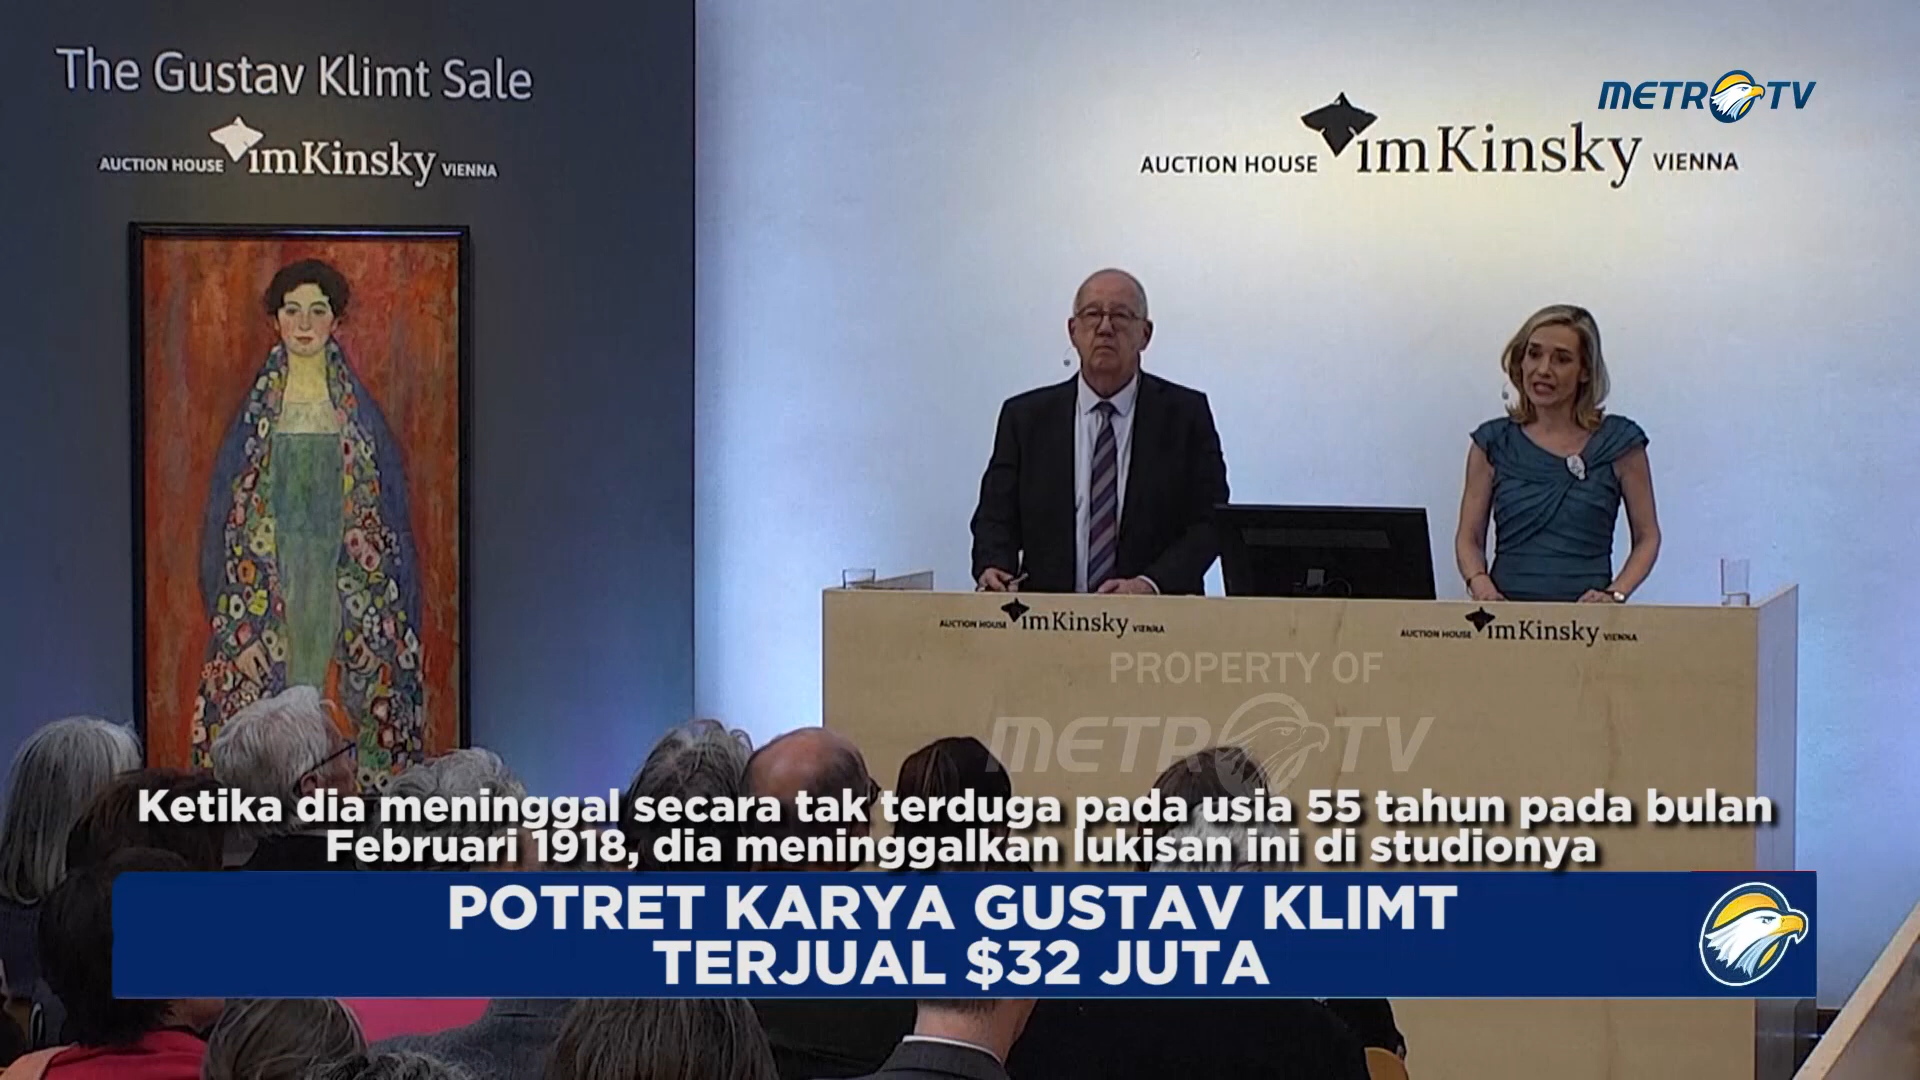 The Gustav Klimt Sale
AUCTION HOUSE imKinsky VIENNA
METRO TV
AUCTION HOUSE imKinsky VIENNA
AUCTION HOUSE imKinsky VIENNA
AUCTION HOUSE imKinsky VIENNA
PROPERTY OF
METRO TV
Ketika dia meninggal secara tak terduga pada usia 55 tahun pada bulan
Februari 1918, dia meninggalkan lukisan ini di studionya
POTRET KARYA GUSTAV KLIMT
TERJUAL $32 JUTA